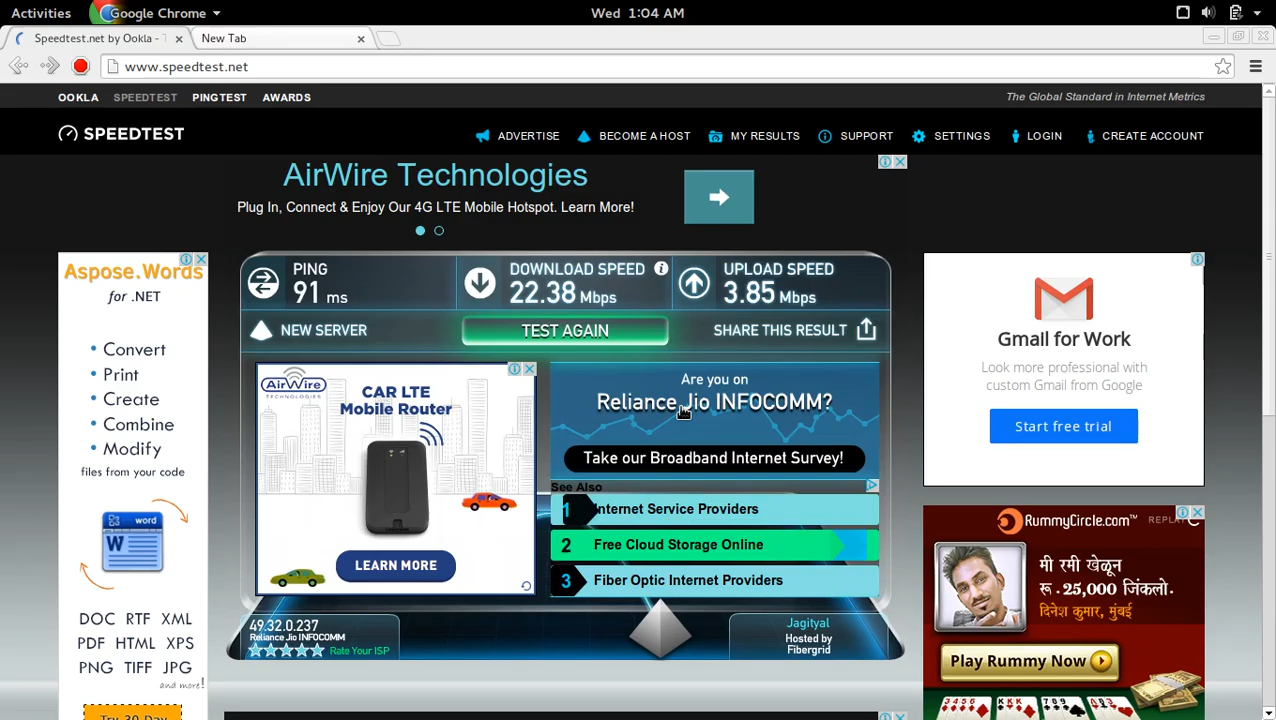 Activities
Google Chrome
Wed 1:04 AM
Speedtest.net by Ookla - T
New Tab
www.speedtest.net
OOKLA SPEEDTEST PINGTEST AWARDS
The Global Standard in Internet Metrics
SPEEDTEST
ADVERTISE BECOME A HOST MY RESULTS SUPPORT SETTINGS LOGIN CREATE ACCOUNT
AirWire Technologies
Plug In, Connect & Enjoy Our 4G LTE Mobile Hotspot. Learn More!
Aspose.Words
for .NET
• Convert
• Print
• Create
• Combine
• Modify
files from your code
word
W
DOC RTF XML
PDF HTML XPS
PNG TIFF JPG
and more!
Try 30 Day
PING
91 ms
DOWNLOAD SPEED
22.38 Mbps
UPLOAD SPEED
3.85 Mbps
NEW SERVER
TEST AGAIN
SHARE THIS RESULT
AirWire
TECHNOLOGIES
CAR LTE
Mobile Router
LEARN MORE
Are you on
Reliance Jio INFOCOMM?
Take our Broadband Internet Survey!
See Also
1 Internet Service Providers
2 Free Cloud Storage Online
3 Fiber Optic Internet Providers
49.32.0.237
Reliance Jio INFOCOMM
Rate Your ISP
Jagityal
Hosted by
Fibergrid
Gmail for Work
Look more professional with
custom Gmail from Google
Start free trial
RummyCircle.com™
REPLAY
मी रमी खेळून
रू. 25,000 जिंकलो.
दिनेश कुमार, मुंबई
Play Rummy Now